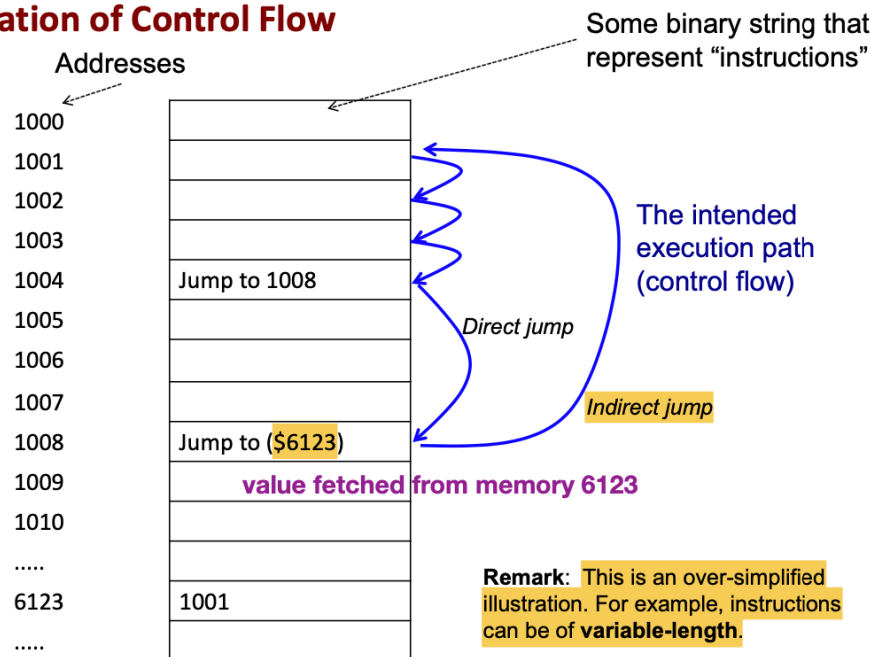 ation of Control Flow
Some binary string that
represent “instructions”
Addresses
1000
1001
1002
1003
1004 Jump to 1008
1005
1006
1007
1008 Jump to ($6123)
1009
1010
.....
6123 1001
.....
The intended
execution path
(control flow)
Direct jump
Indirect jump
value fetched from memory 6123
Remark: This is an over-simplified
illustration. For example, instructions
can be of variable-length.